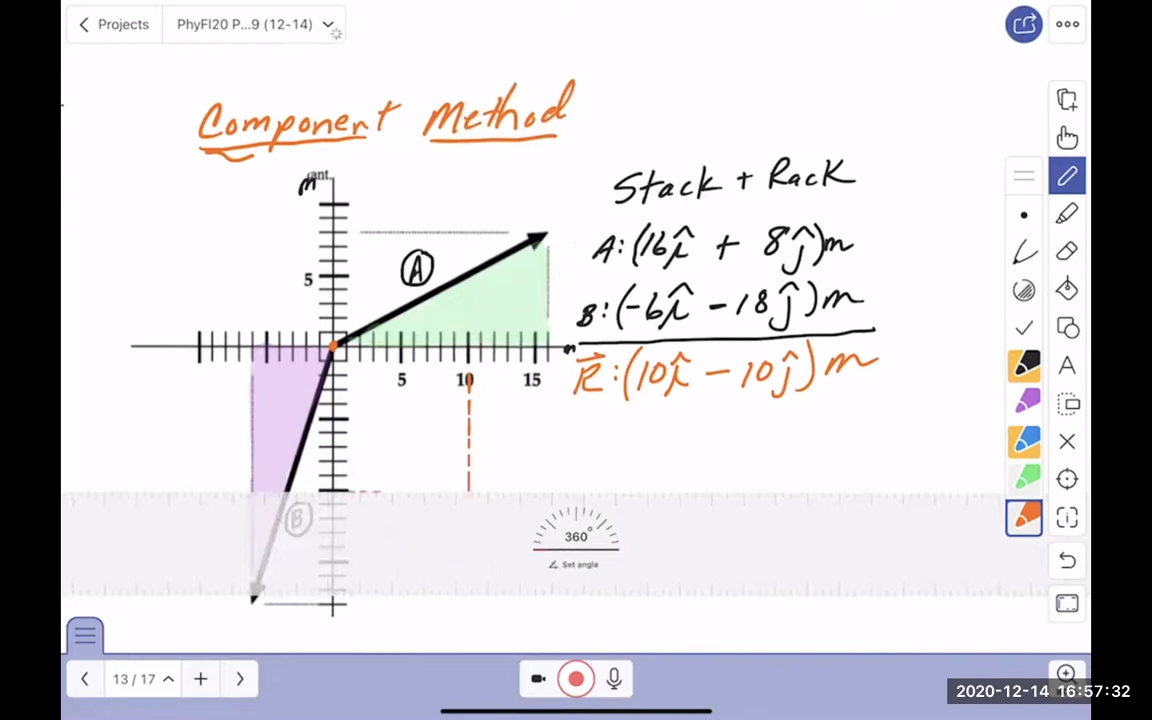 Projects
PhyFl20 P...9 (12-14)
Component Method
m
ant.
Stack + Rack
A
A: (16î + 8ĵ)m
5
B: (-6î - 18ĵ)m
m
R⃗: (10î - 10ĵ)m
5 10 15
B
360°
Set angle
A
13 / 17
2020-12-14 16:57:32